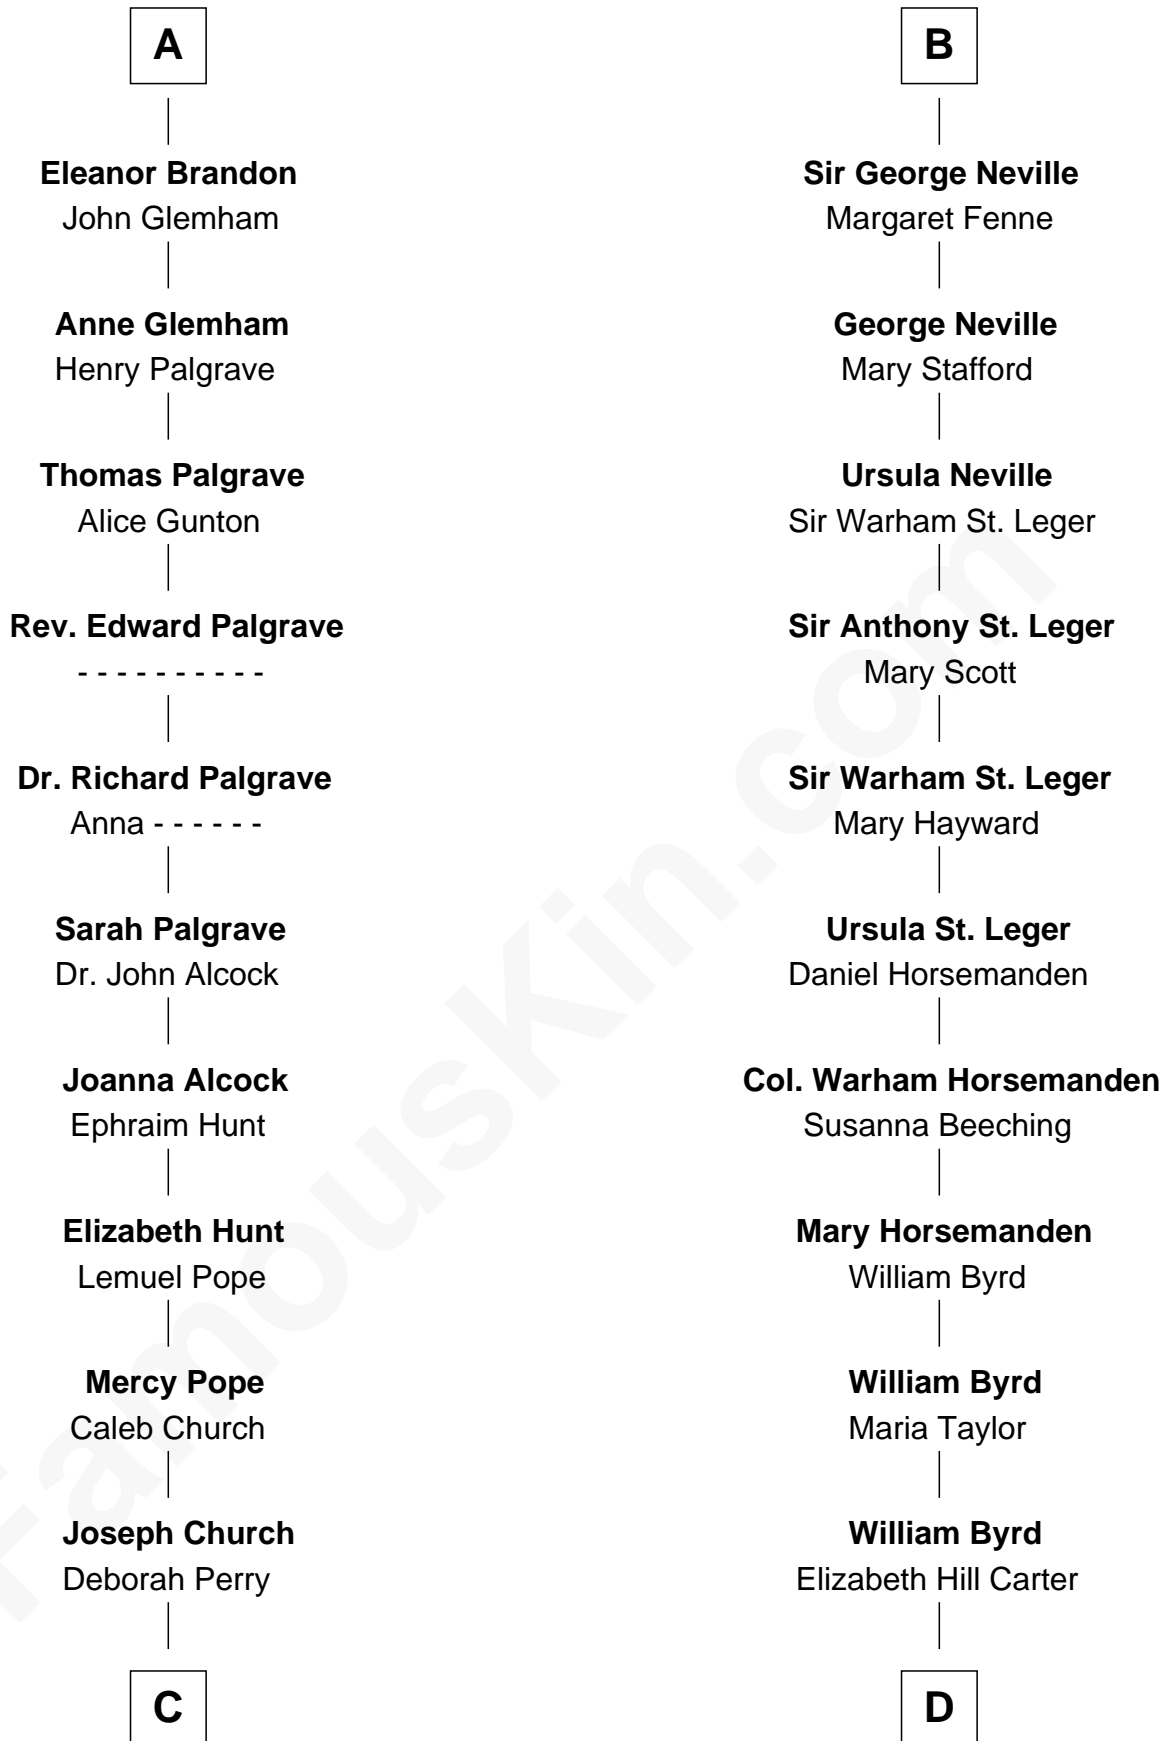 A
Eleanor Brandon
John Glemham
Anne Glemham
Henry Palgrave
Thomas Palgrave
Alice Gunton
Rev. Edward Palgrave
- - - - - - - - - -
Dr. Richard Palgrave
Anna - - - - - -
Sarah Palgrave
Dr. John Alcock
Joanna Alcock
Ephraim Hunt
Elizabeth Hunt
Lemuel Pope
Mercy Pope
Caleb Church
Joseph Church
Deborah Perry
C
B
Sir George Neville
Margaret Fenne
George Neville
Mary Stafford
Ursula Neville
Sir Warham St. Leger
Sir Anthony St. Leger
Mary Scott
Sir Warham St. Leger
Mary Hayward
Ursula St. Leger
Daniel Horsemanden
Col. Warham Horsemanden
Susanna Beeching
Mary Horsemanden
William Byrd
William Byrd
Maria Taylor
William Byrd
Elizabeth Hill Carter
D
FamousKin.com